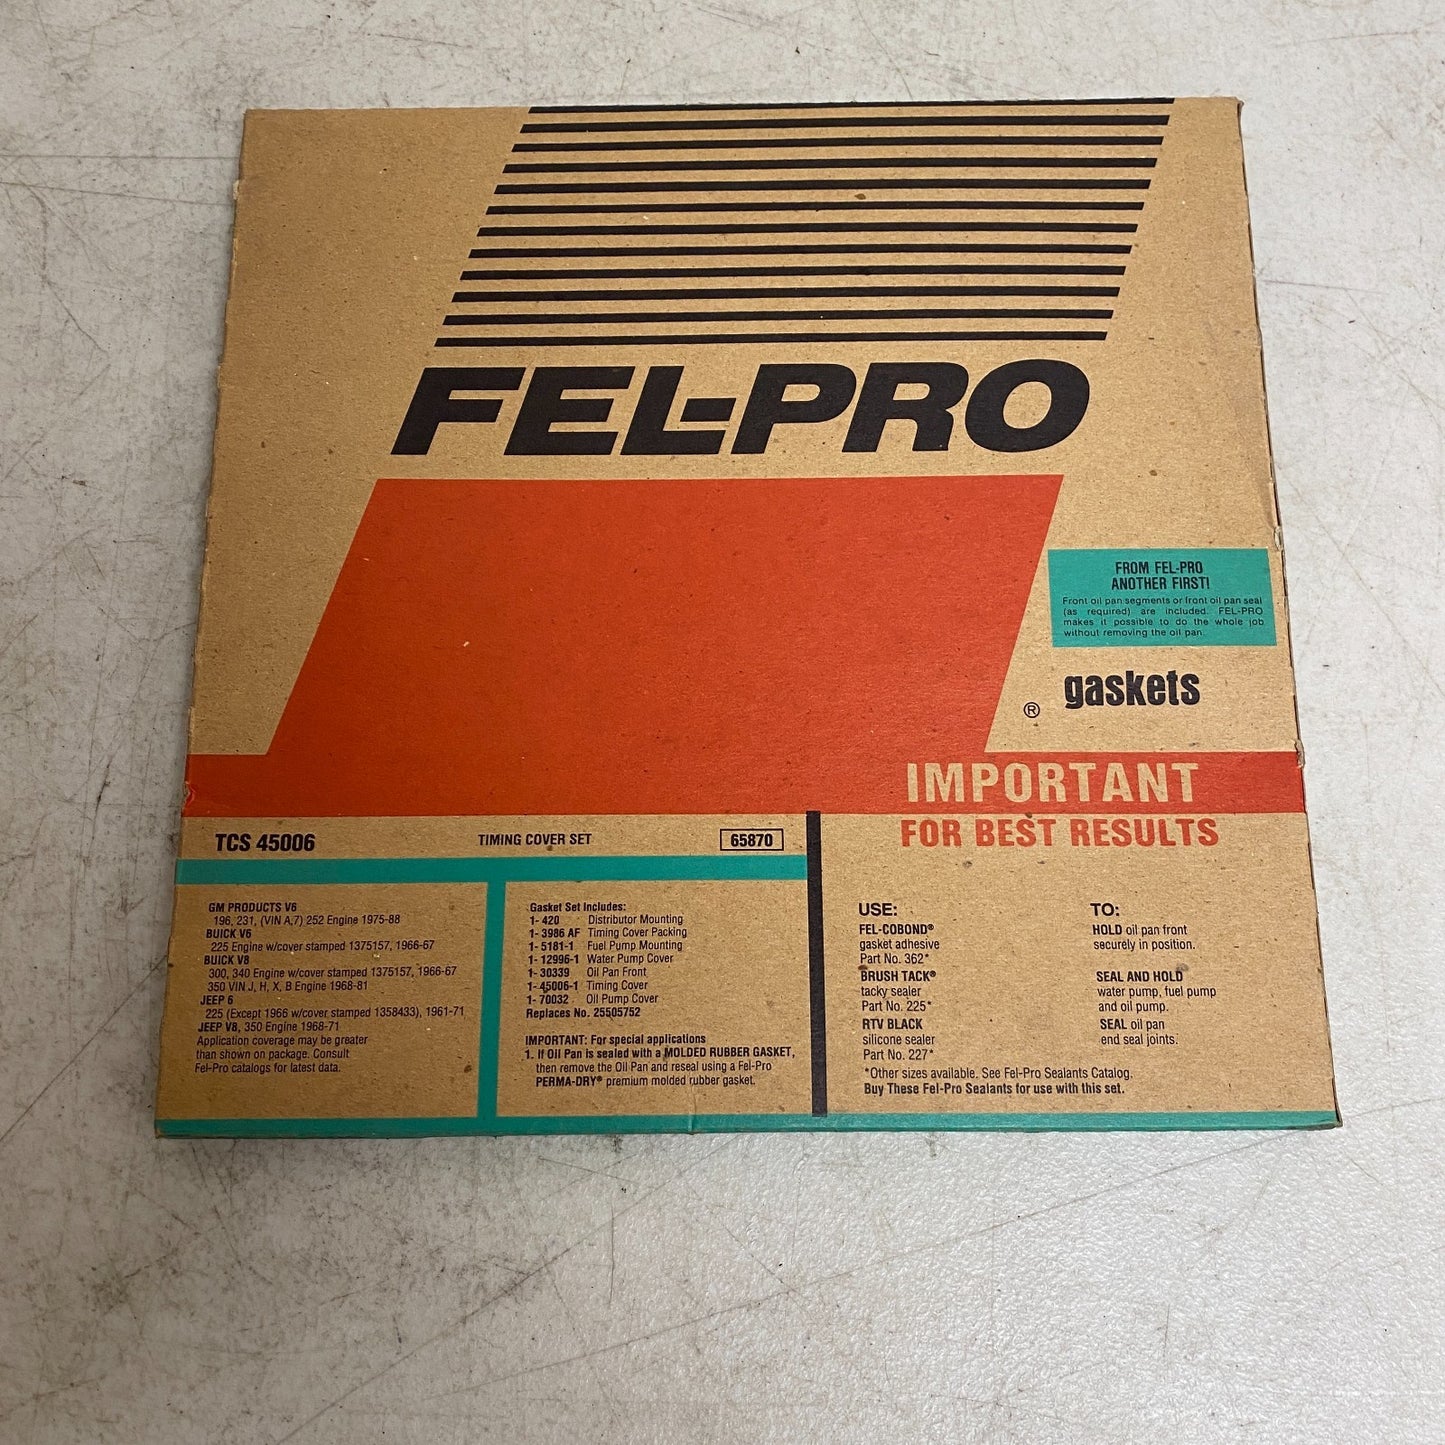 FEL-PRO
FROM FEL-PRO
ANOTHER FIRST!
Front oil pan segments or front oil pan seal
(as required) are included. FEL-PRO
makes it possible to do the whole job
without removing the oil pan.
® gaskets
IMPORTANT
FOR BEST RESULTS
TCS 45006 TIMING COVER SET 65870
GM PRODUCTS V6
196, 231, (VIN A,7) 252 Engine 1975-88
BUICK V6
225 Engine w/cover stamped 1375157, 1966-67
BUICK V8
300, 340 Engine w/cover stamped 1375157, 1966-67
350 VIN J, H, X, B Engine 1968-81
JEEP 6
225 (Except 1966 w/cover stamped 1358433), 1961-71
JEEP V8, 350 Engine 1968-71
Application coverage may be greater
than shown on package. Consult
Fel-Pro catalogs for latest data.
Gasket Set Includes:
1- 420 Distributor Mounting
1- 3986 AF Timing Cover Packing
1- 5181-1 Fuel Pump Mounting
1- 12996-1 Water Pump Cover
1- 30339 Oil Pan Front
1- 45006-1 Timing Cover
1- 70032 Oil Pump Cover
Replaces No. 25505752
IMPORTANT: For special applications
1. If Oil Pan is sealed with a MOLDED RUBBER GASKET,
then remove the Oil Pan and reseal using a Fel-Pro
PERMA-DRY® premium molded rubber gasket.
USE: TO:
FEL-COBOND® HOLD oil pan front
gasket adhesive securely in position.
Part No. 362*
BRUSH TACK® SEAL AND HOLD
tacky sealer water pump, fuel pump
Part No. 225* and oil pump.
RTV BLACK SEAL oil pan
silicone sealer end seal joints.
Part No. 227*
*Other sizes available. See Fel-Pro Sealants Catalog.
Buy These Fel-Pro Sealants for use with this set.